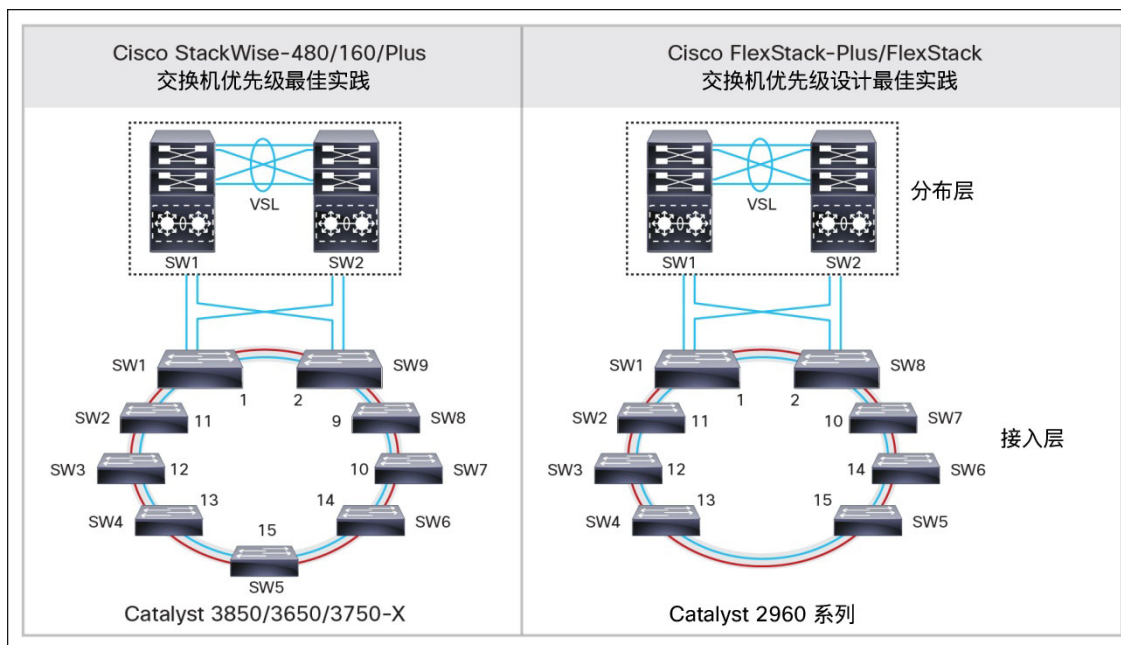 Cisco StackWise-480/160/Plus
交换机优先级最佳实践
Cisco FlexStack-Plus/FlexStack
交换机优先级设计最佳实践
VSL
SW1
SW2
VSL
SW1
SW2
分布层
SW1
SW9
1
2
SW2
11
9
SW8
SW3
12
10
SW7
SW4
13
14
SW6
15
SW5
SW1
SW8
1
2
SW2
11
10
SW7
SW3
12
14
SW6
SW4
13
15
SW5
接入层
Catalyst 3850/3650/3750-X
Catalyst 2960 系列